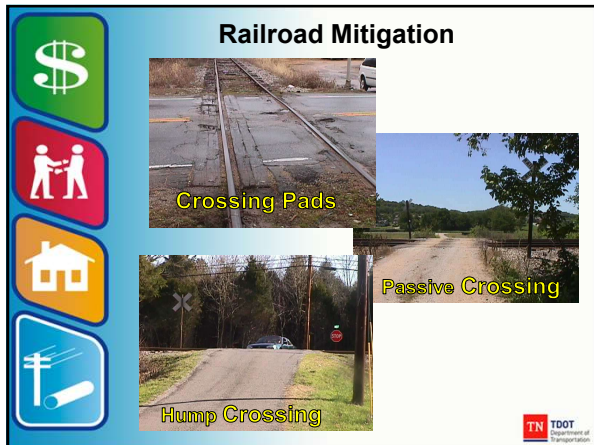 Railroad Mitigation
$
Crossing Pads
Passive Crossing
Hump Crossing
STOP
TN TDOT
Department of
Transportation